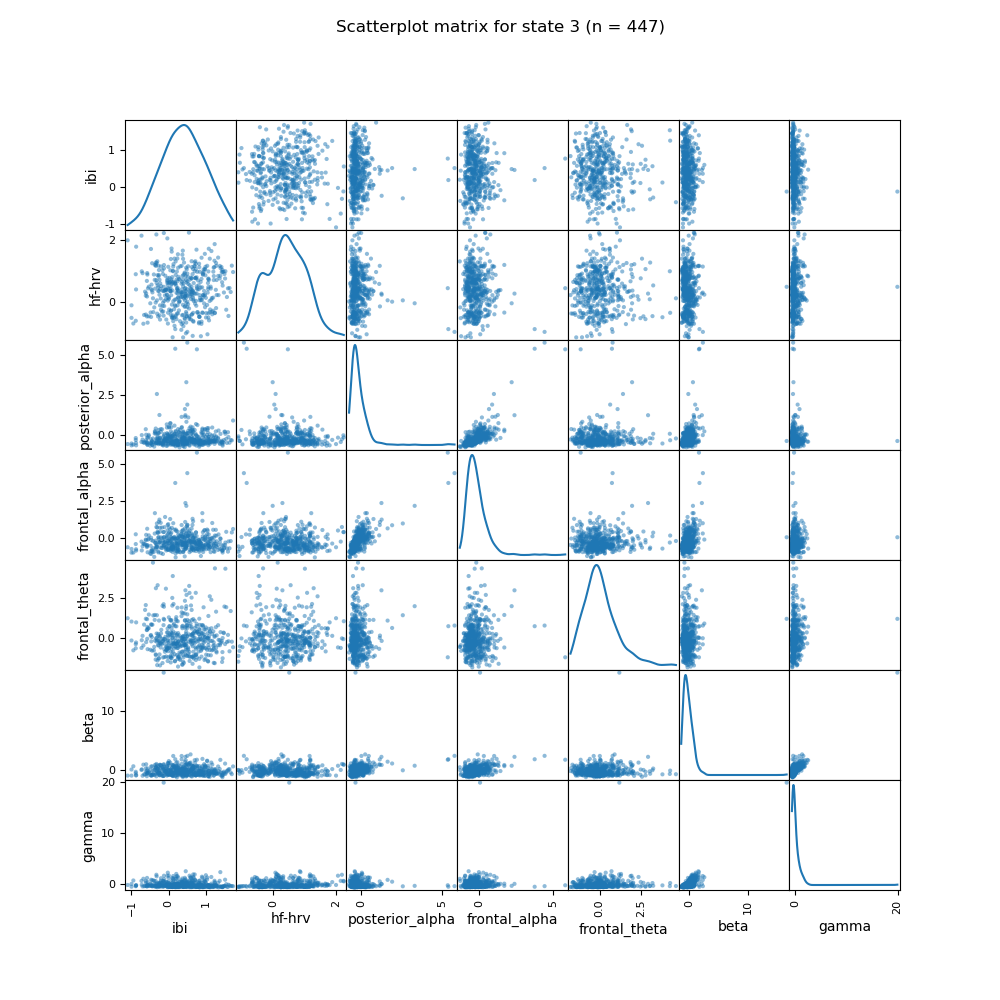 Scatterplot matrix for state 3 (n = 447)
ibi
1
0
-1
hf-hrv
2
0
posterior_alpha
5.0
2.5
0.0
frontal_alpha
5.0
2.5
0.0
frontal_theta
2.5
0.0
beta
10
0
gamma
20
10
0
−1
0
1
0
2
0
5
0
5
0.0
2.5
0
10
0
20
ibi
hf-hrv
posterior_alpha
frontal_alpha
frontal_theta
beta
gamma